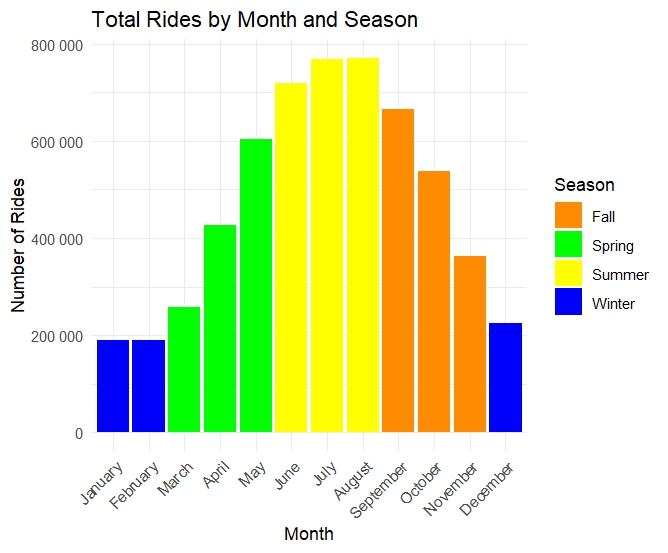 Total Rides by Month and Season
800 000
600 000
400 000
200 000
0
Number of Rides
January
February
March
April
May
June
July
August
September
October
November
December
Month
Season
Fall
Spring
Summer
Winter